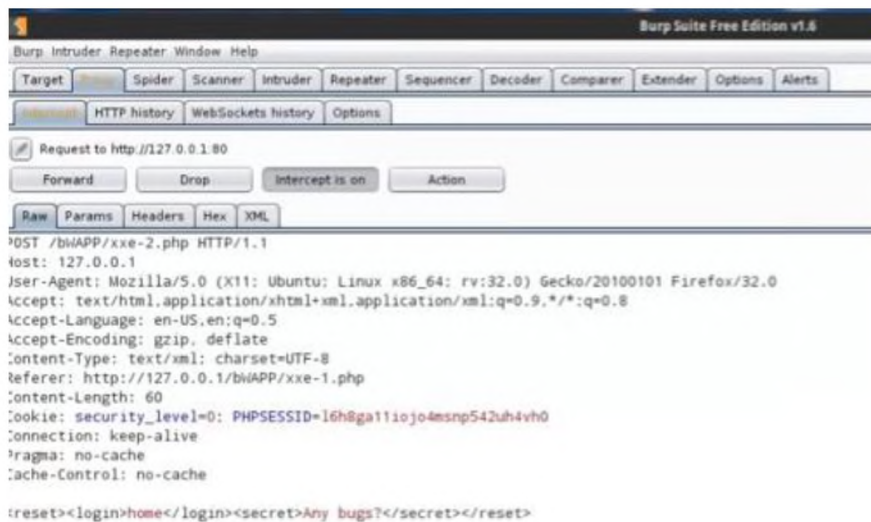 Burp Suite Free Edition v1.6
Burp Intruder Repeater Window Help
Target Proxy Spider Scanner Intruder Repeater Sequencer Decoder Comparer Extender Options Alerts
Intercept HTTP history WebSockets history Options
Request to http://127.0.0.1:80
Forward Drop Intercept is on Action
Raw Params Headers Hex XML
POST /bWAPP/xxe-2.php HTTP/1.1
Host: 127.0.0.1
User-Agent: Mozilla/5.0 (X11; Ubuntu; Linux x86_64; rv:32.0) Gecko/20100101 Firefox/32.0
Accept: text/html,application/xhtml+xml,application/xml;q=0.9,*/*;q=0.8
Accept-Language: en-US,en;q=0.5
Accept-Encoding: gzip, deflate
Content-Type: text/xml; charset=UTF-8
Referer: http://127.0.0.1/bWAPP/xxe-1.php
Content-Length: 60
Cookie: security_level=0; PHPSESSID=l6h8ga11iojo4msnp542uh4vh0
Connection: keep-alive
Pragma: no-cache
Cache-Control: no-cache
<reset><login>home</login><secret>Any bugs?</secret></reset>